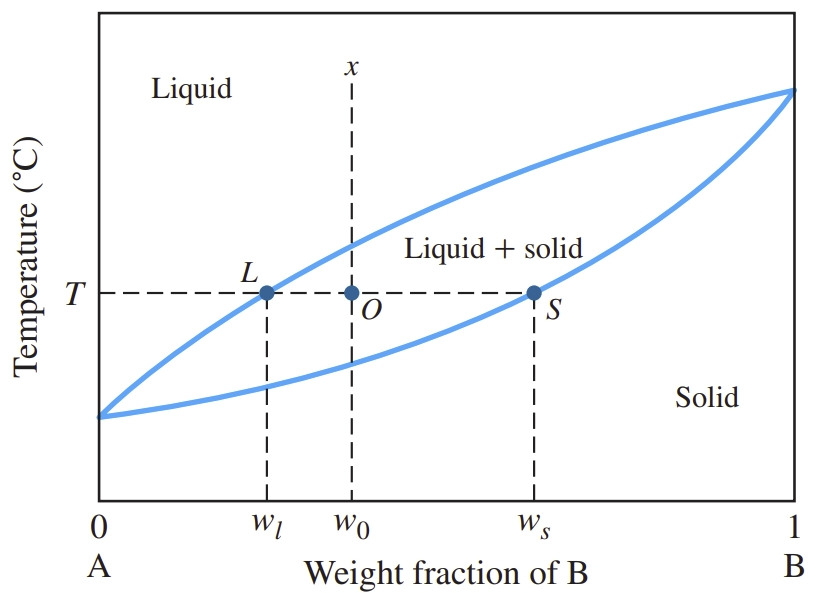 x
Liquid
Liquid + solid
L
T
O
S
Solid
Temperature (°C)
0
w_l
w_0
w_s
1
A
Weight fraction of B
B